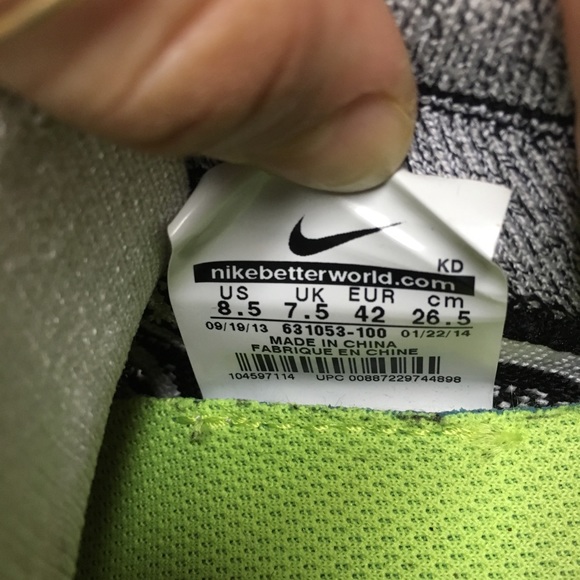 KD
nikebetterworld.com
US UK EUR cm
8.5 7.5 42 26.5
09/19/13 631053-100 01/22/14
MADE IN CHINA
FABRIQUE EN CHINE
104597114 UPC 00887229744898